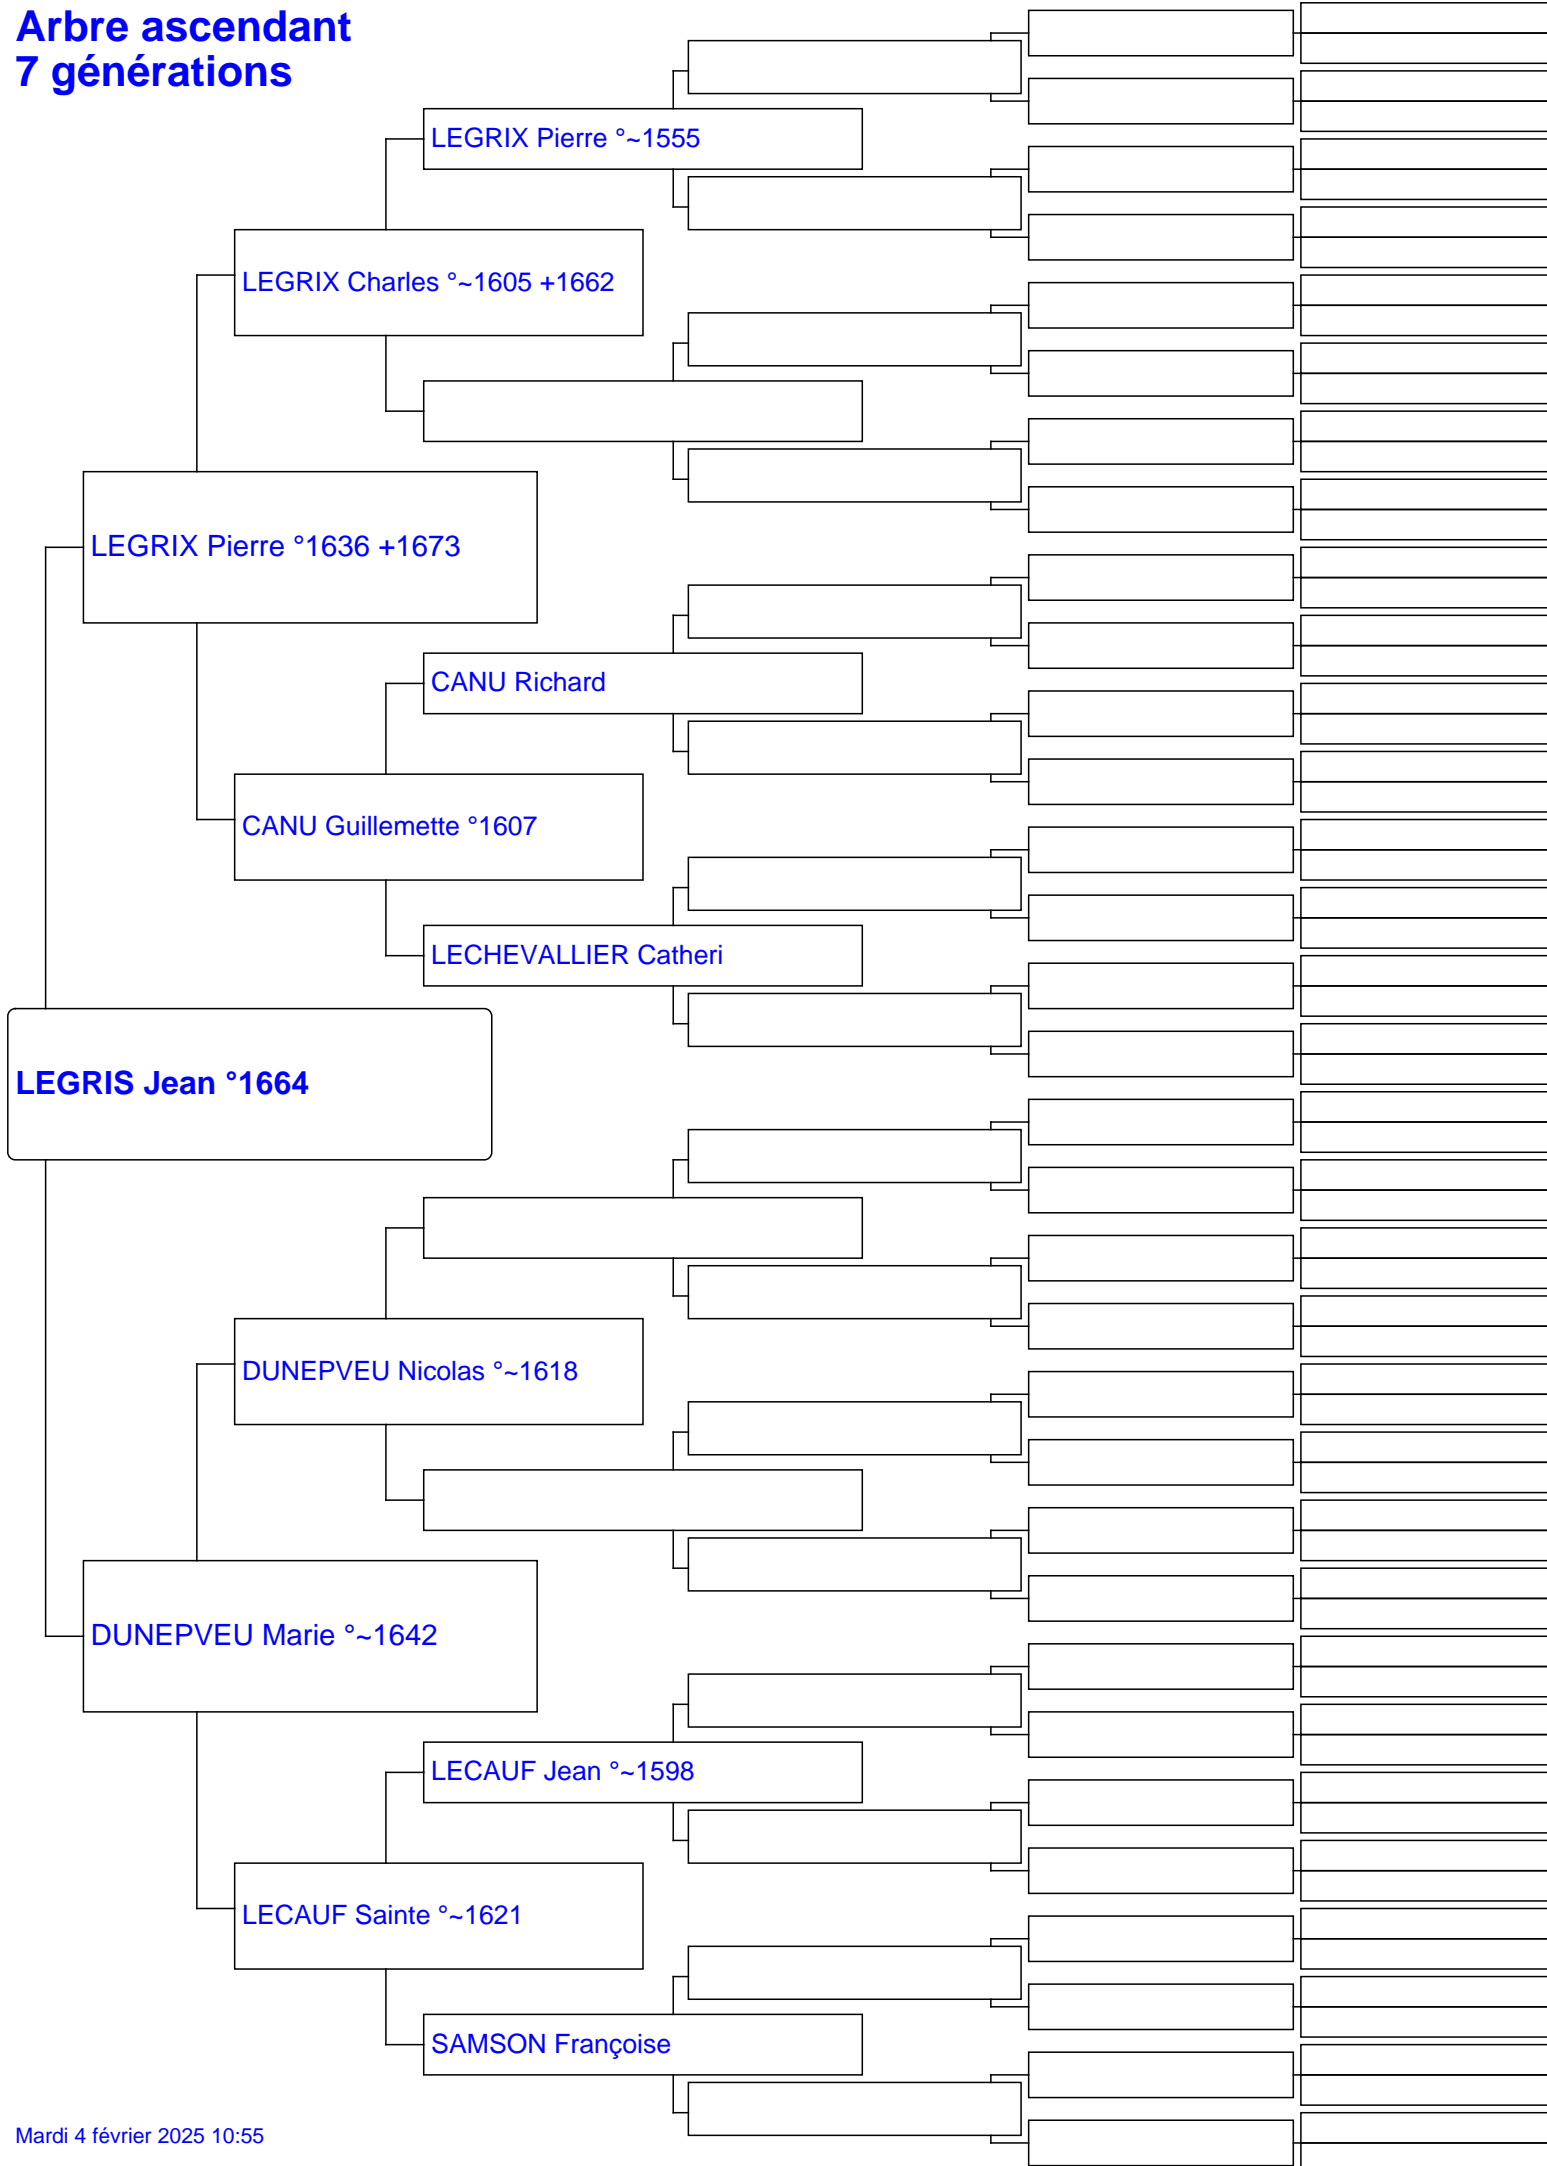 Arbre ascendant
7 générations
LEGRIX Pierre °~1555
LEGRIX Charles °~1605 +1662
LEGRIX Pierre °1636 +1673
CANU Richard
CANU Guillemette °1607
LECHEVALLIER Catheri
LEGRIS Jean °1664
DUNEPVEU Nicolas °~1618
DUNEPVEU Marie °~1642
LECAUF Jean °~1598
LECAUF Sainte °~1621
SAMSON Françoise
Mardi 4 février 2025 10:55